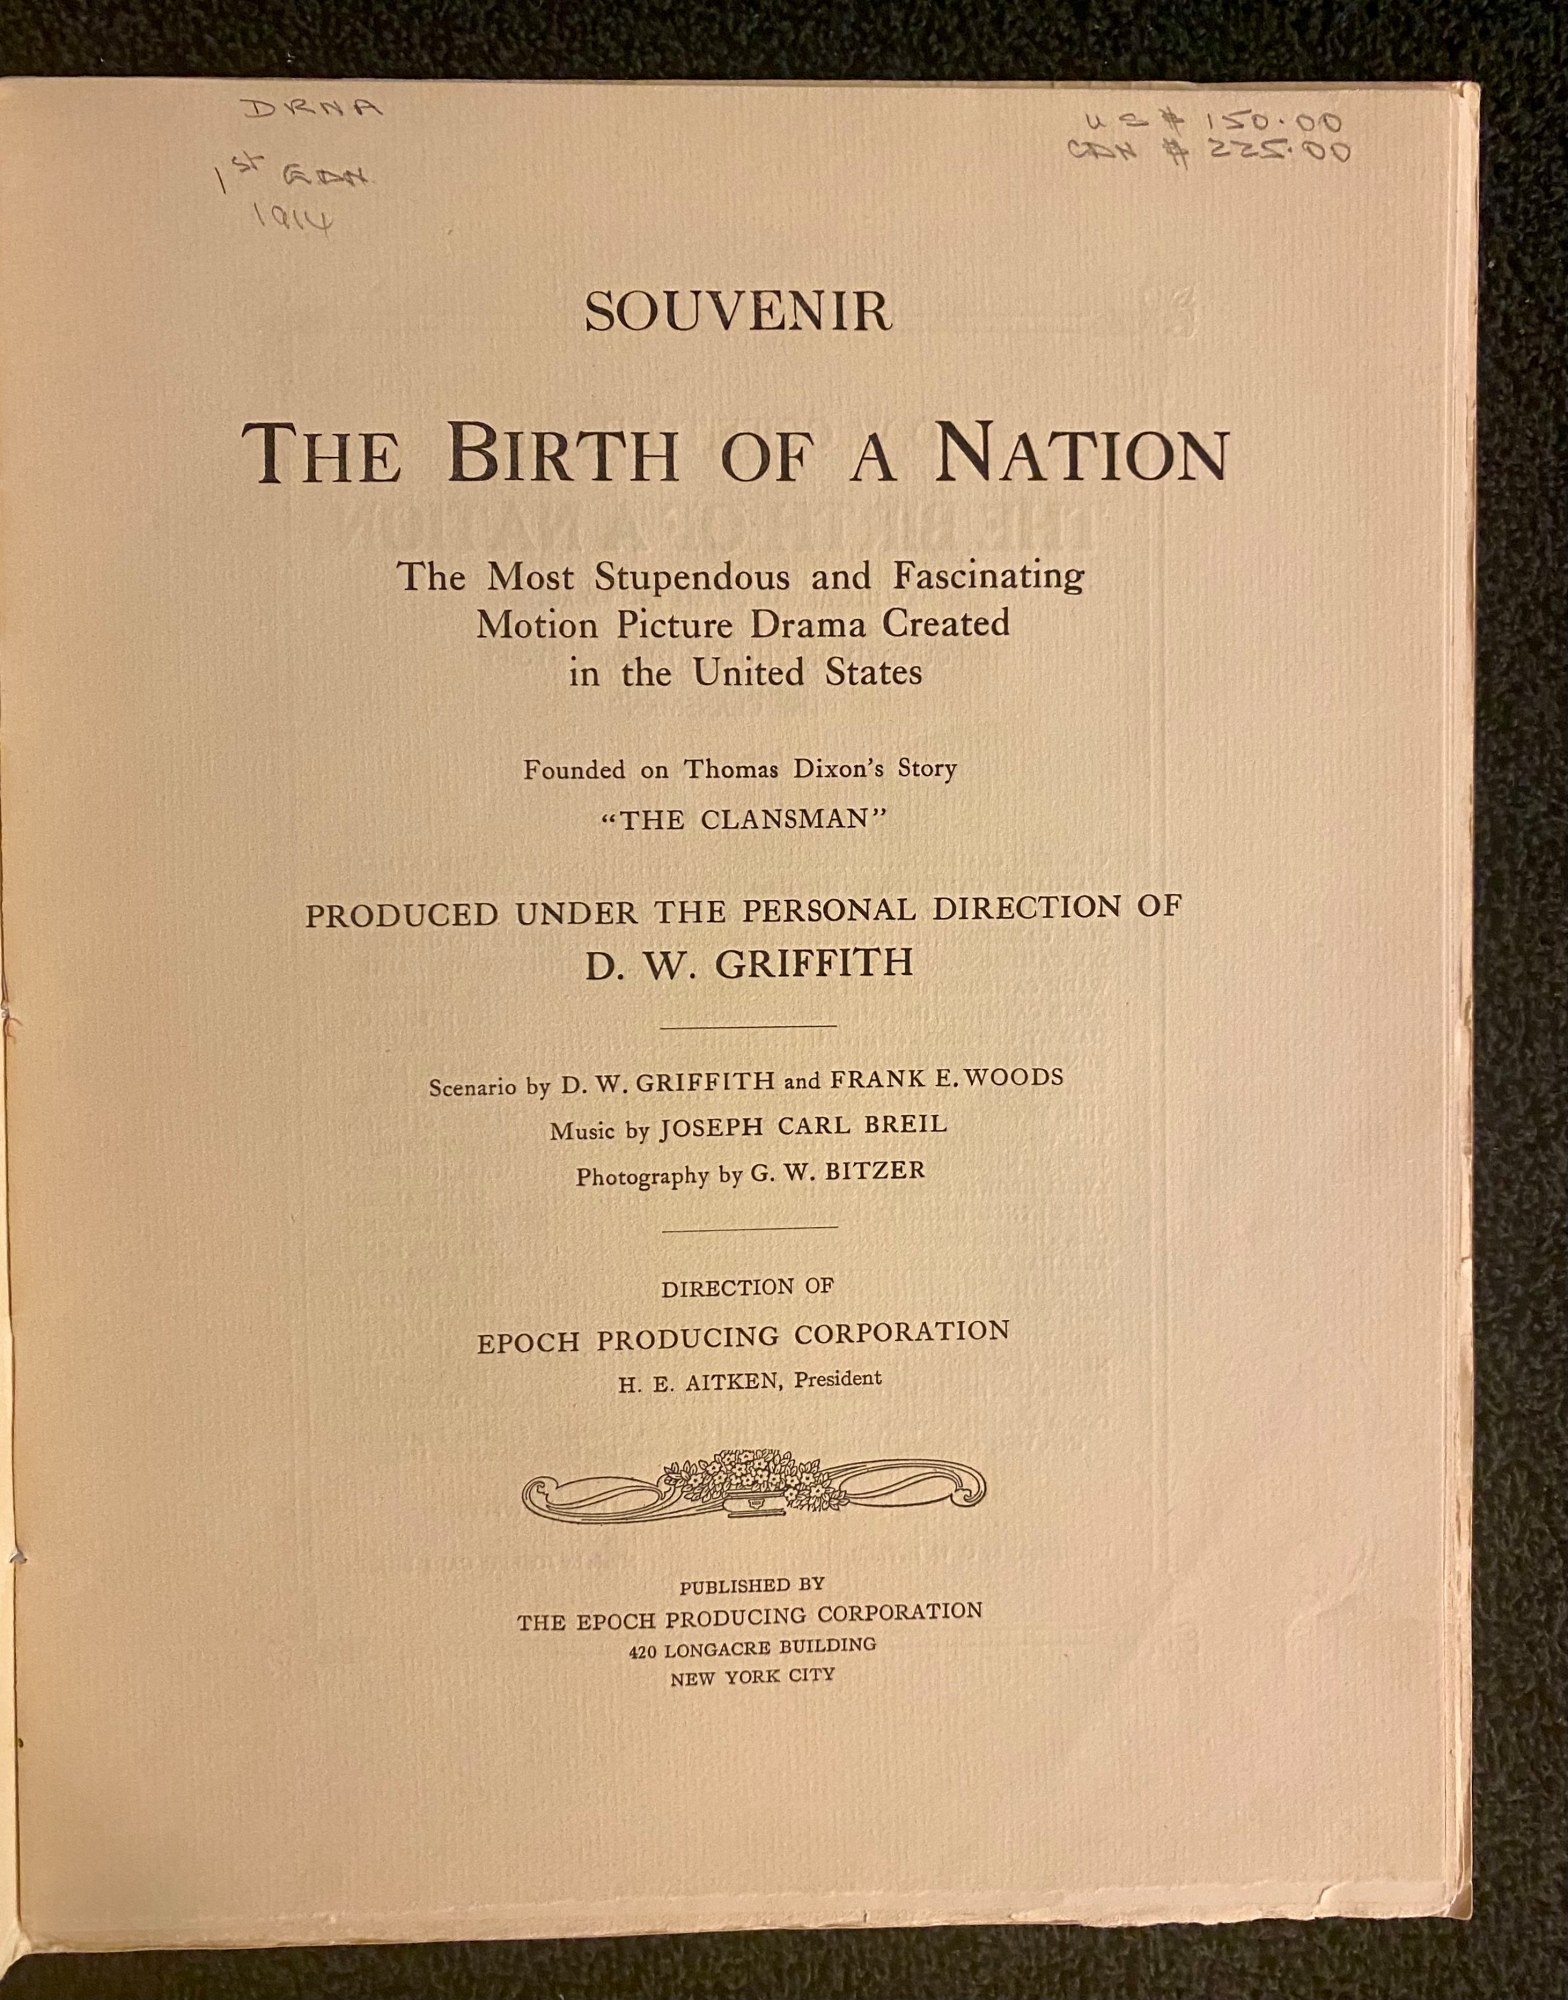 DRNA
US $ 150.00
CDN $ 225.00
1st EDN
1914
SOUVENIR
THE BIRTH OF A NATION
The Most Stupendous and Fascinating
Motion Picture Drama Created
in the United States
Founded on Thomas Dixon's Story
“THE CLANSMAN”
PRODUCED UNDER THE PERSONAL DIRECTION OF
D. W. GRIFFITH
Scenario by D. W. GRIFFITH and FRANK E. WOODS
Music by JOSEPH CARL BREIL
Photography by G. W. BITZER
DIRECTION OF
EPOCH PRODUCING CORPORATION
H. E. AITKEN, President
PUBLISHED BY
THE EPOCH PRODUCING CORPORATION
420 LONGACRE BUILDING
NEW YORK CITY